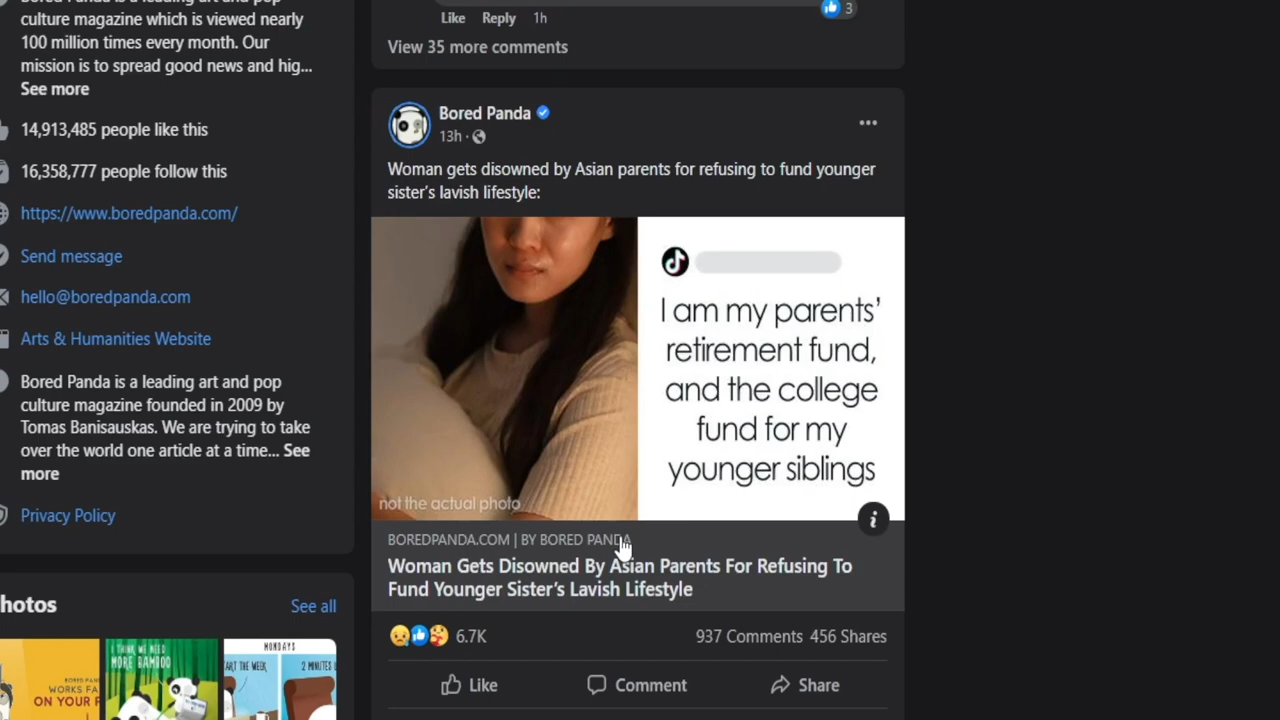 Bored Panda is a leading art and pop
culture magazine which is viewed nearly
100 million times every month. Our
mission is to spread good news and hig...
See more
14,913,485 people like this
16,358,777 people follow this
https://www.boredpanda.com/
Send message
hello@boredpanda.com
Arts & Humanities Website
Bored Panda is a leading art and pop
culture magazine founded in 2009 by
Tomas Banisauskas. We are trying to take
over the world one article at a time... See
more
Privacy Policy
hotos
See all
I THINK WE NEED
MORE BAMBOO
MONDAYS
ART THE WEEK,
2 MINUTES
BORED PAN
WORKS FA
ON YOUR
Like Reply 1h
3
View 35 more comments
Bored Panda
13h
Woman gets disowned by Asian parents for refusing to fund younger
sister's lavish lifestyle:
I am my parents'
retirement fund,
and the college
fund for my
younger siblings
not the actual photo
BOREDPANDA.COM | BY BORED PANDA
Woman Gets Disowned By Asian Parents For Refusing To
Fund Younger Sister's Lavish Lifestyle
6.7K
937 Comments 456 Shares
Like
Comment
Share